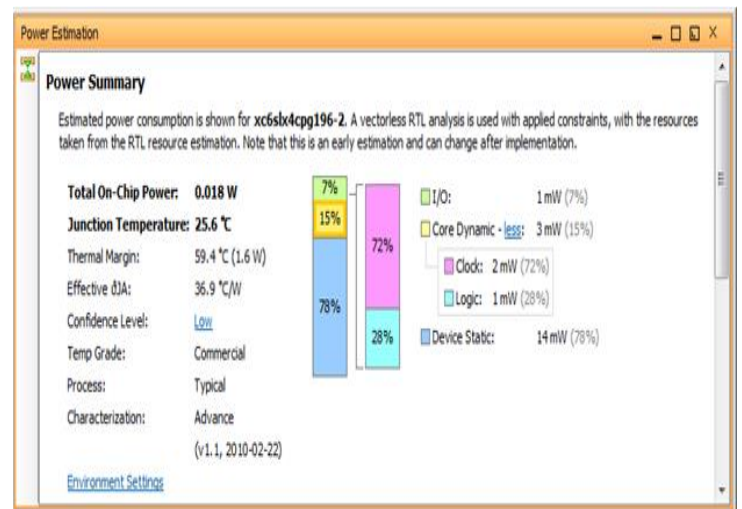 Power Estimation
Power Summary
Estimated power consumption is shown for xc6slx4cpg196-2. A vectorless RTL analysis is used with applied constraints, with the resources
taken from the RTL resource estimation. Note that this is an early estimation and can change after implementation.
Total On-Chip Power: 0.018 W
Junction Temperature: 25.6 °C
Thermal Margin: 59.4 °C (1.6 W)
Effective ϑJA: 36.9 °C/W
Confidence Level: Low
Temp Grade: Commercial
Process: Typical
Characterization: Advance
(v1.1, 2010-02-22)
Environment Settings
7%
15%
78%
72%
28%
I/O: 1 mW (7%)
Core Dynamic - less: 3 mW (15%)
Clock: 2 mW (72%)
Logic: 1 mW (28%)
Device Static: 14 mW (78%)